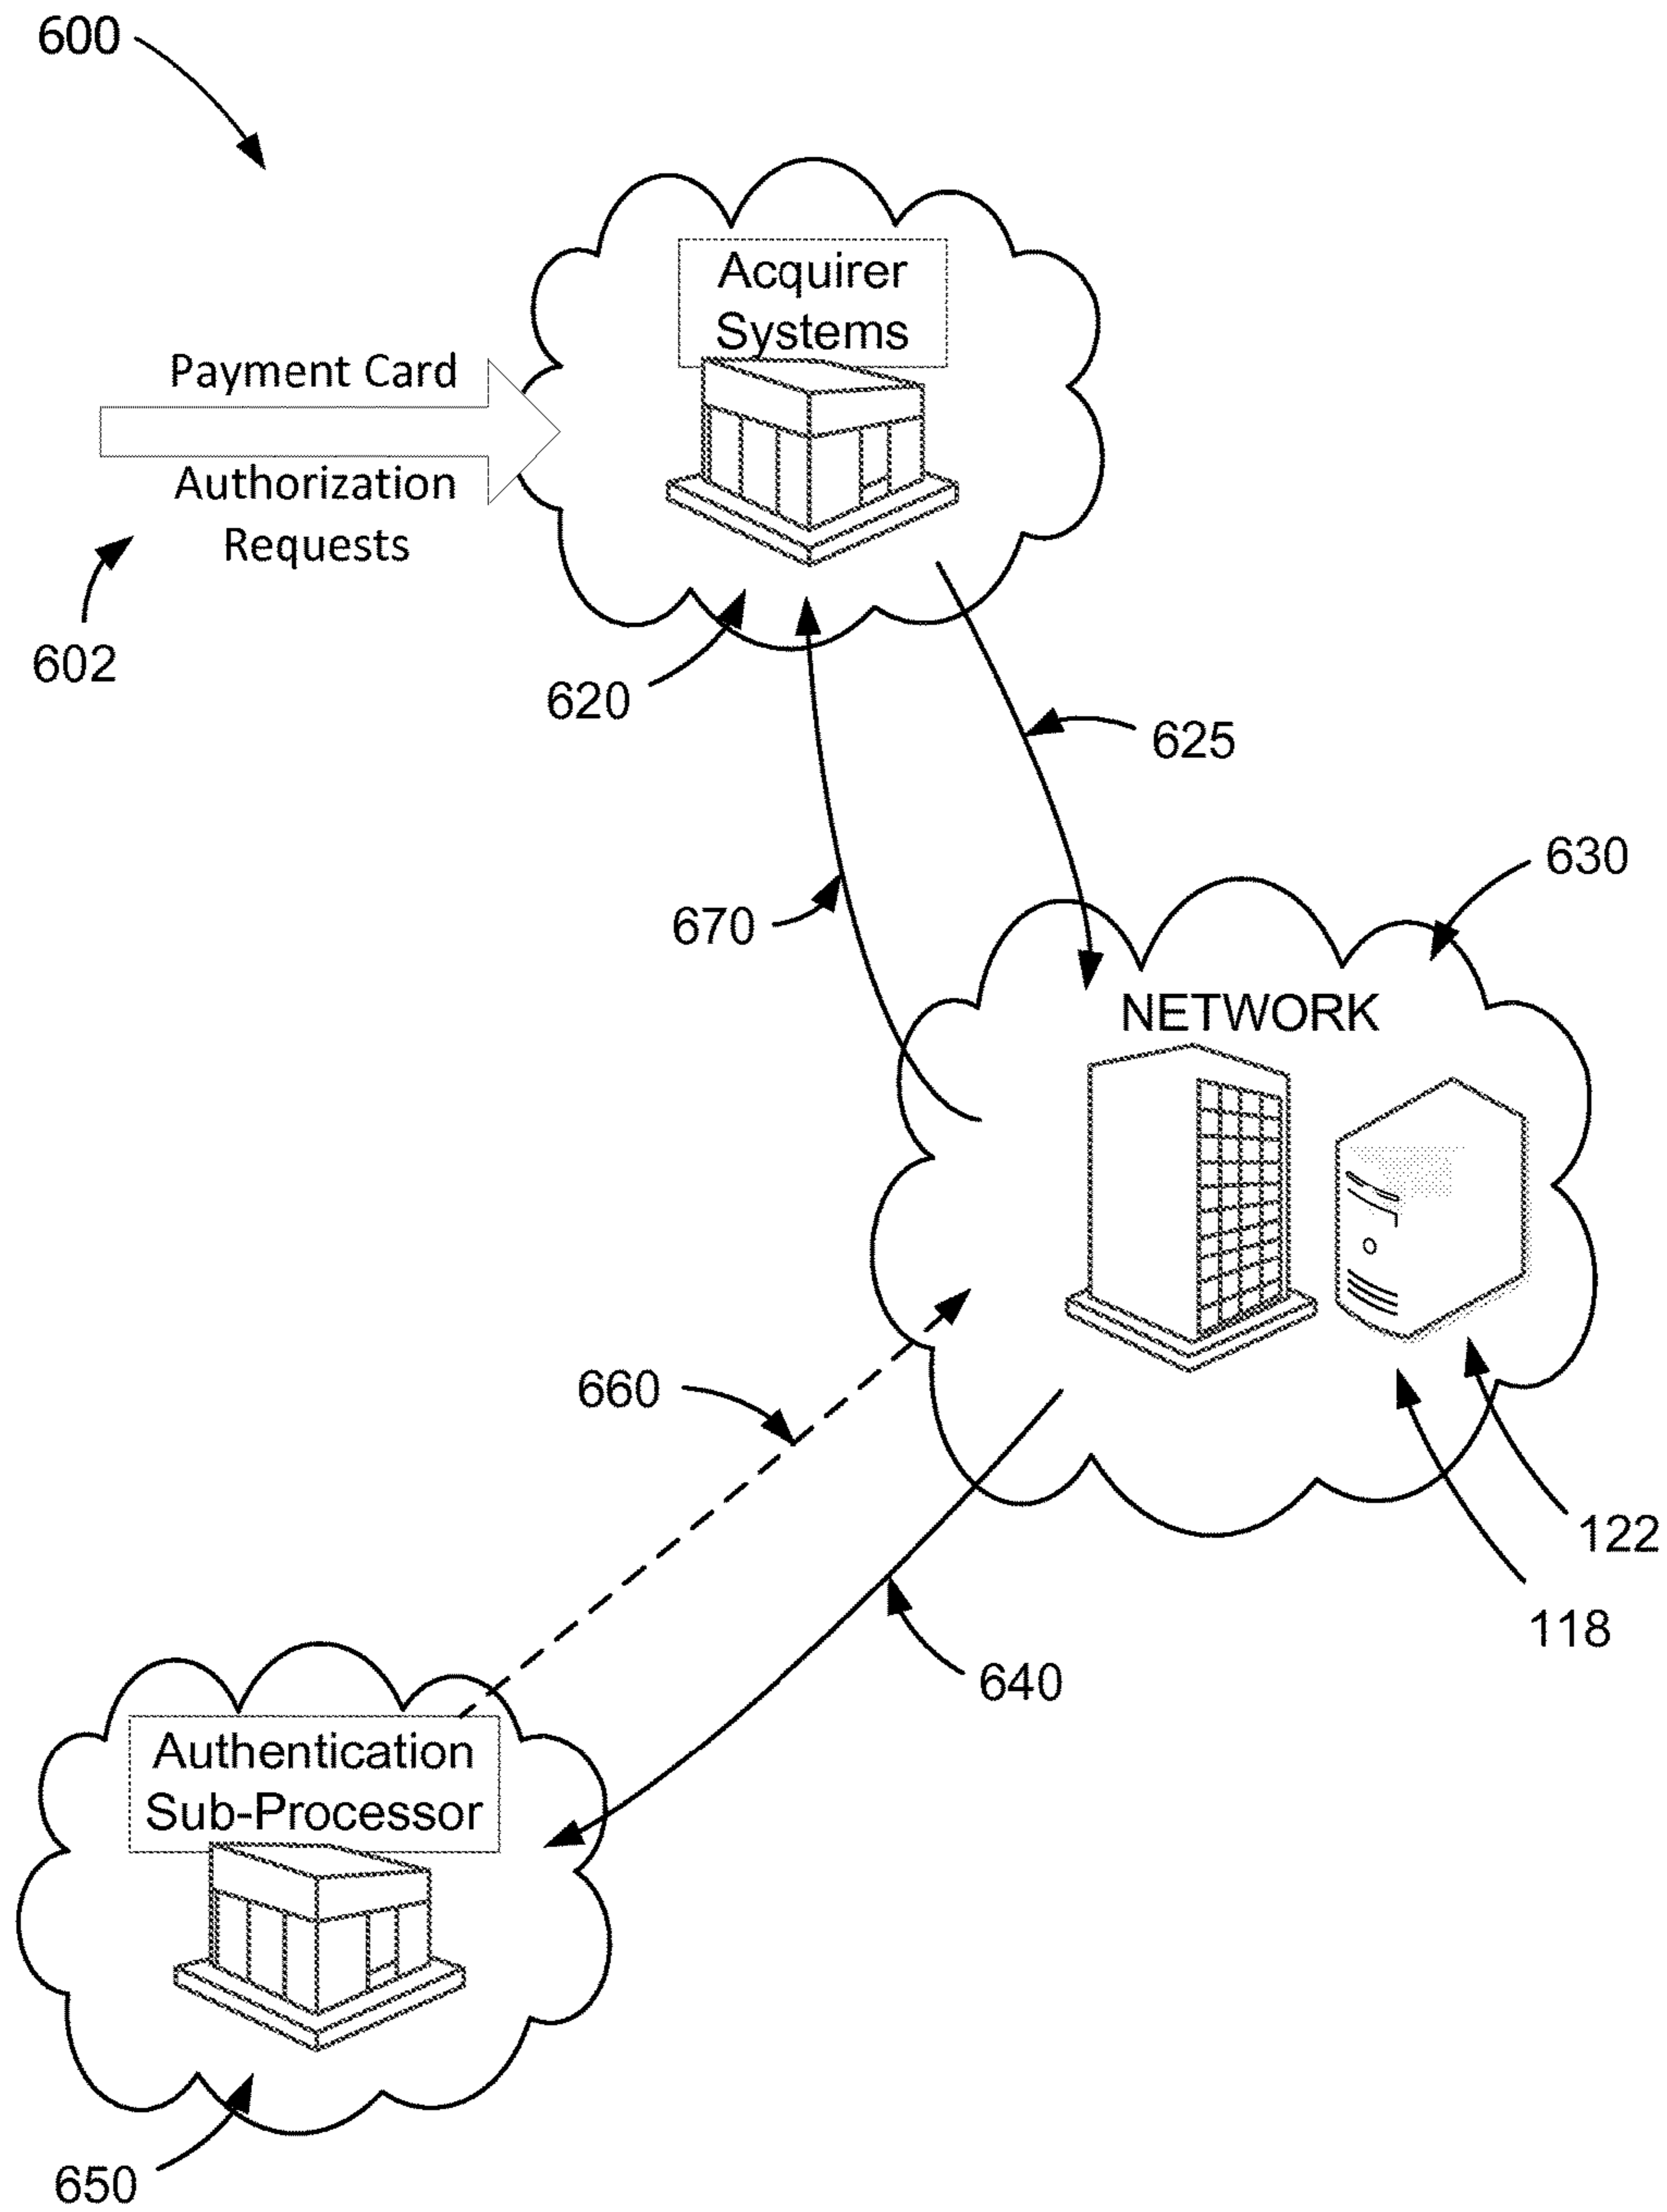 600
Acquirer
Systems
Payment Card
Authorization
Requests
602
620
625
630
670
NETWORK
660
122
118
640
Authentication
Sub-Processor
650